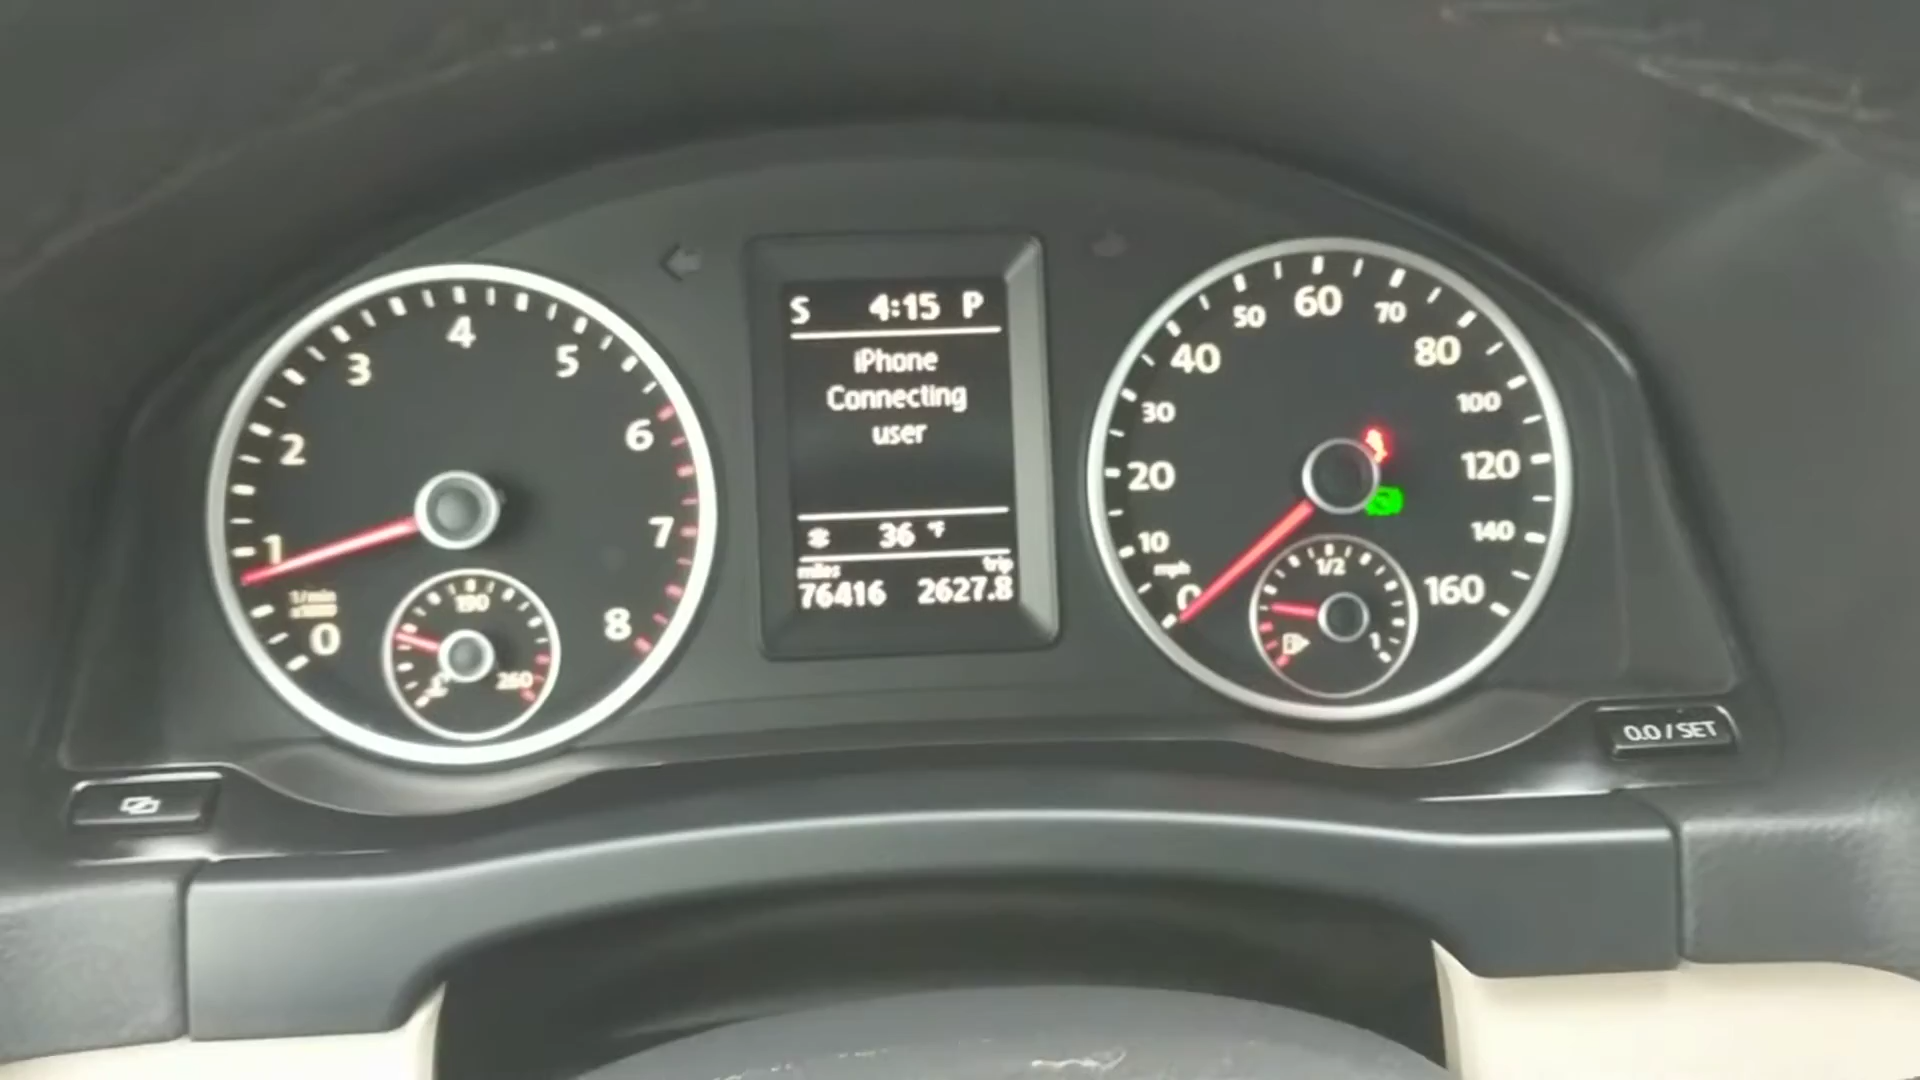 S 4:15 P
iPhone
Connecting
user
36 °F
miles trip
76416 2627.8
0 1 2 3 4 5 6 7 8
1/min
x1000
190
260
0 10 20 30 40 50 60 70 80 100 120 140 160
mph
1/2
1
0.0 / SET